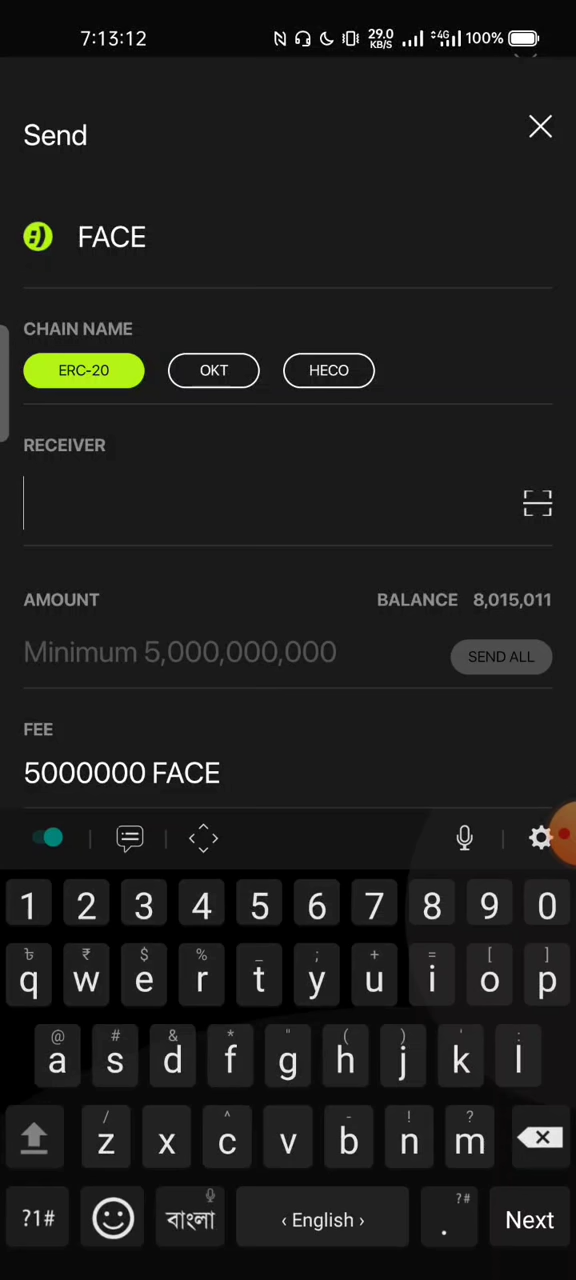 7:13:12 29.0 KB/S 4G 100%
Send
FACE
CHAIN NAME
ERC-20 OKT HECO
RECEIVER
AMOUNT BALANCE 8,015,011
Minimum 5,000,000,000 SEND ALL
FEE
5000000 FACE
1 2 3 4 5 6 7 8 9 0
৳ ₹ $ % _ ; + = [ ]
q w e r t y u i o p
@ # & * " ( ) ' :
a s d f g h j k l
/ ^ - ! ?
z x c v b n m
?#
?1# বাংলা ‹ English › . Next